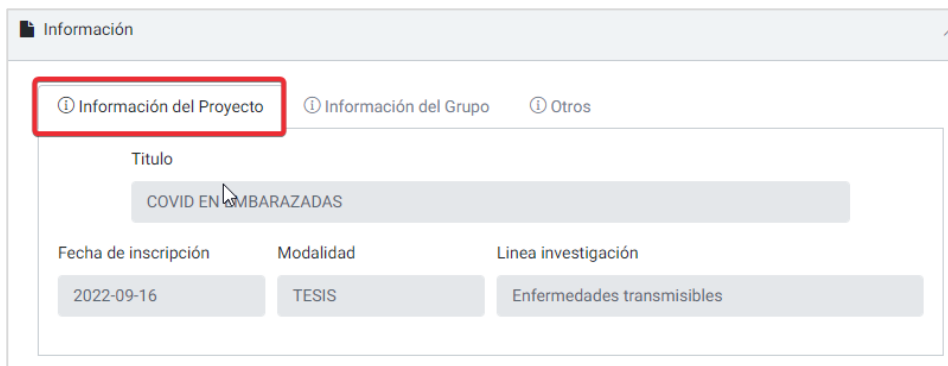 Información
Información del Proyecto Información del Grupo Otros
Titulo
COVID EN EMBARAZADAS
Fecha de inscripción Modalidad Linea investigación
2022-09-16 TESIS Enfermedades transmisibles